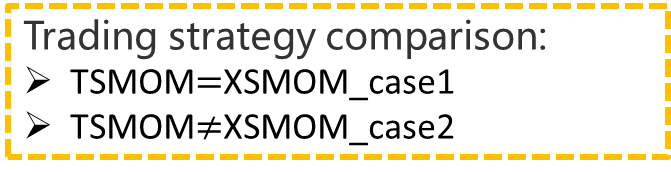 Trading strategy comparison:
➢ TSMOM=XSMOM_case1
➢ TSMOM≠XSMOM_case2